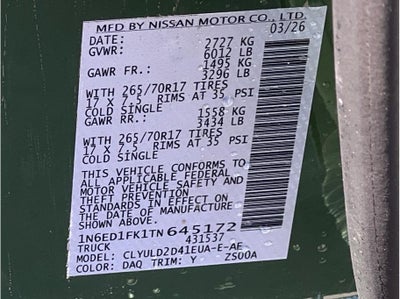 MFD BY NISSAN MOTOR CO., LTD.
DATE: 03/26
GVWR: 2727 KG
6012 LB
GAWR FR.: 1495 KG
3296 LB
WITH 265/70R17 TIRES
17 X 7.5 RIMS AT 35 PSI
COLD SINGLE
GAWR RR.: 1558 KG
3434 LB
WITH 265/70R17 TIRES
17 X 7.5 RIMS AT 35 PSI
COLD SINGLE
THIS VEHICLE CONFORMS TO
ALL APPLICABLE FEDERAL
MOTOR VEHICLE SAFETY AND
THEFT PREVENTION
STANDARDS IN EFFECT ON
THE DATE OF MANUFACTURE
SHOWN ABOVE.
1N6ED1FK1TN645172
TRUCK 431537
MODEL: CLYULD2D41EUA-E-AE
COLOR: DAQ TRIM: Y ZS00A